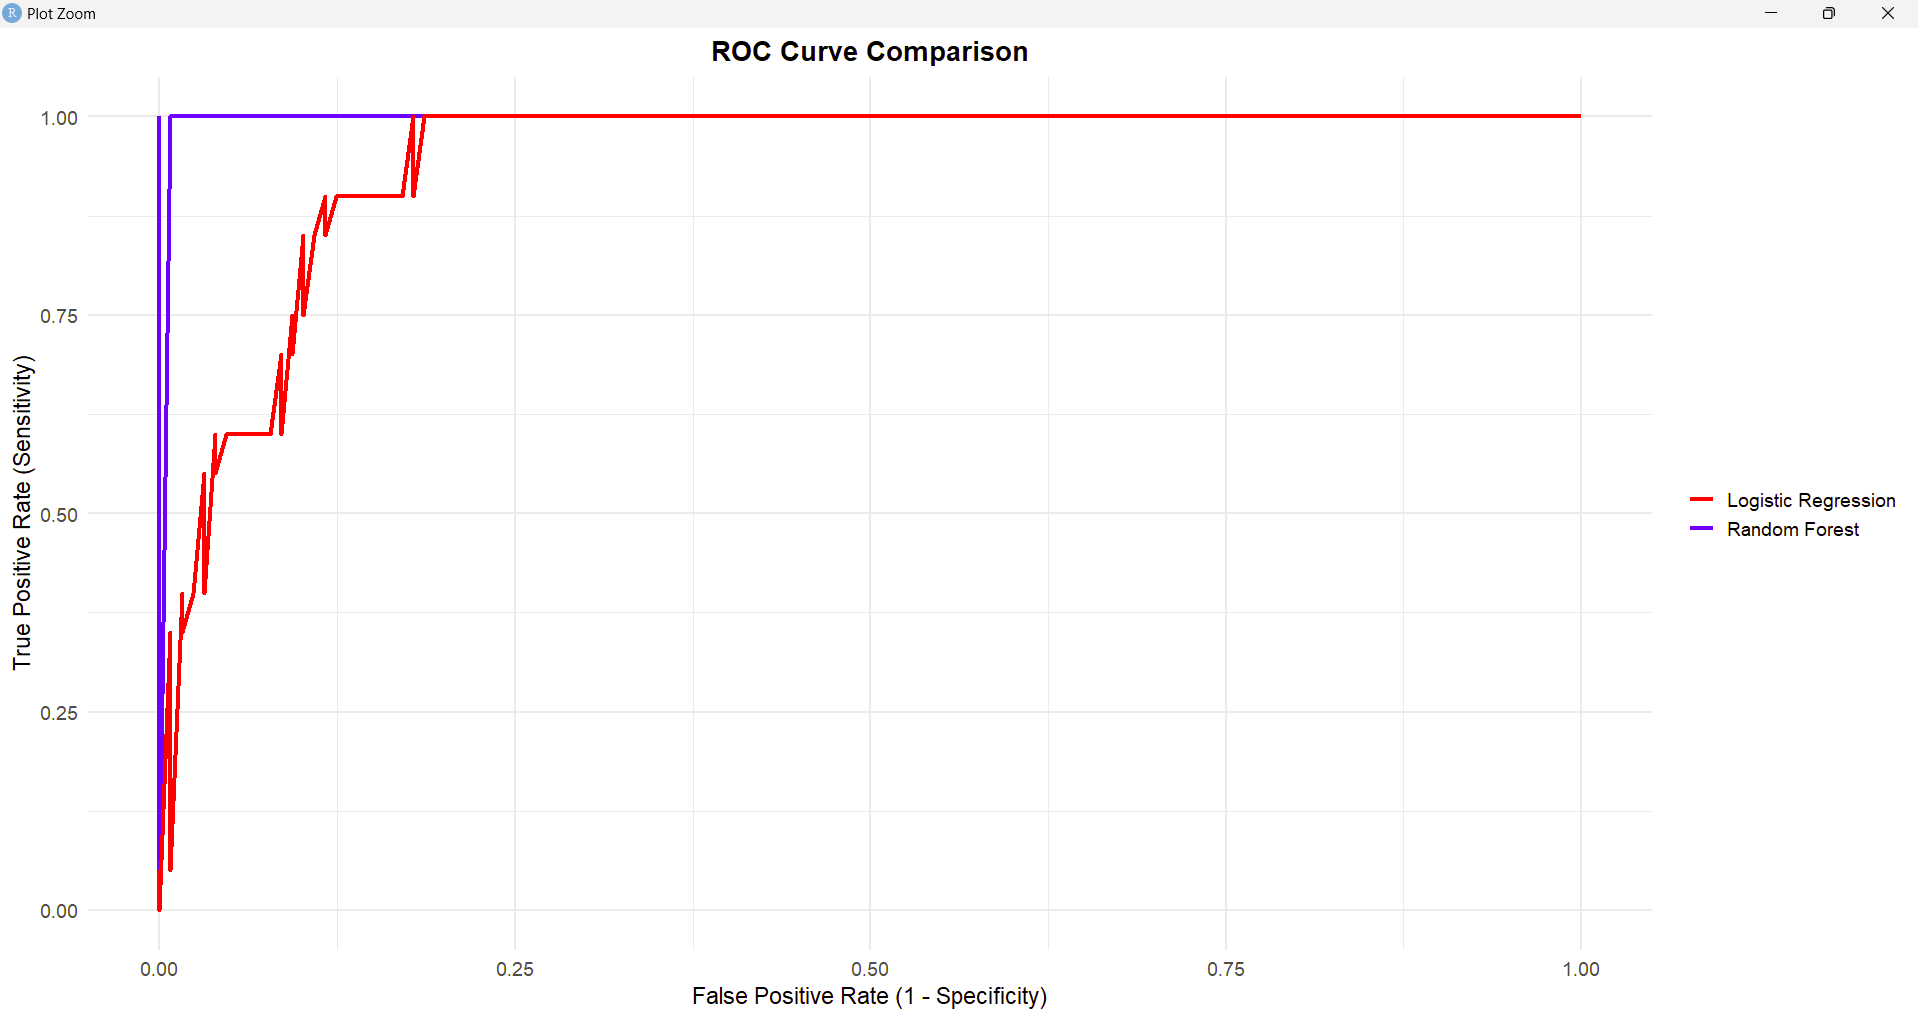 R Plot Zoom
ROC Curve Comparison
True Positive Rate (Sensitivity)
1.00
0.75
0.50
0.25
0.00
0.00 0.25 0.50 0.75 1.00
False Positive Rate (1 - Specificity)
Logistic Regression
Random Forest